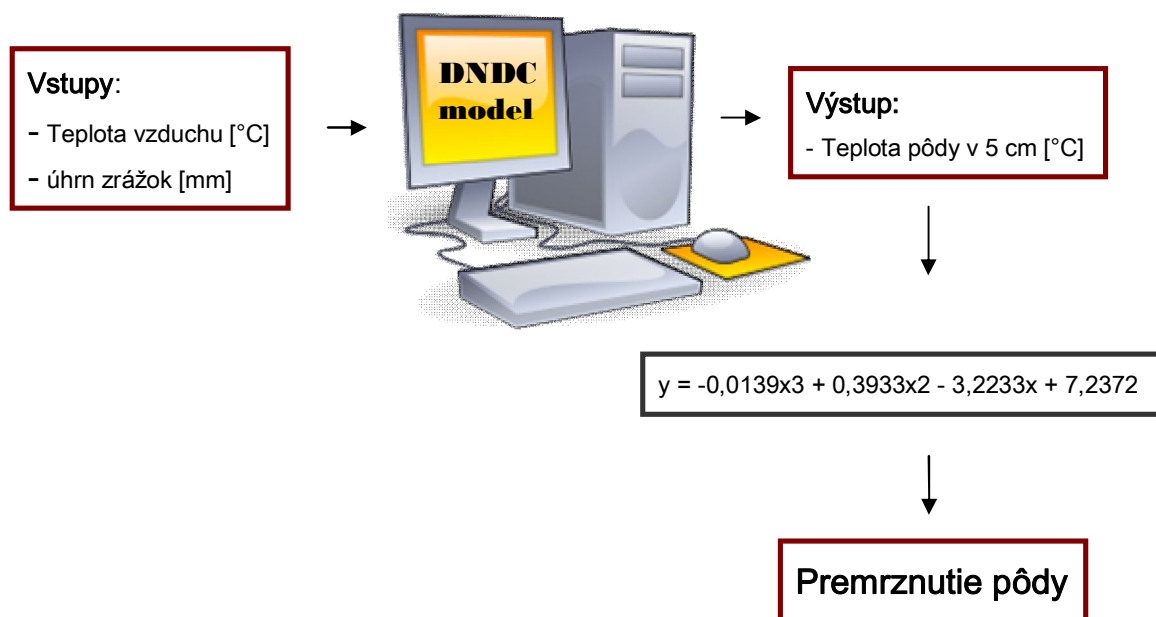 Vstupy:
- Teplota vzduchu [°C]
- úhrn zrážok [mm]
DNDC
model
Výstup:
- Teplota pôdy v 5 cm [°C]
y = -0,0139x3 + 0,3933x2 - 3,2233x + 7,2372
Premrznutie pôdy